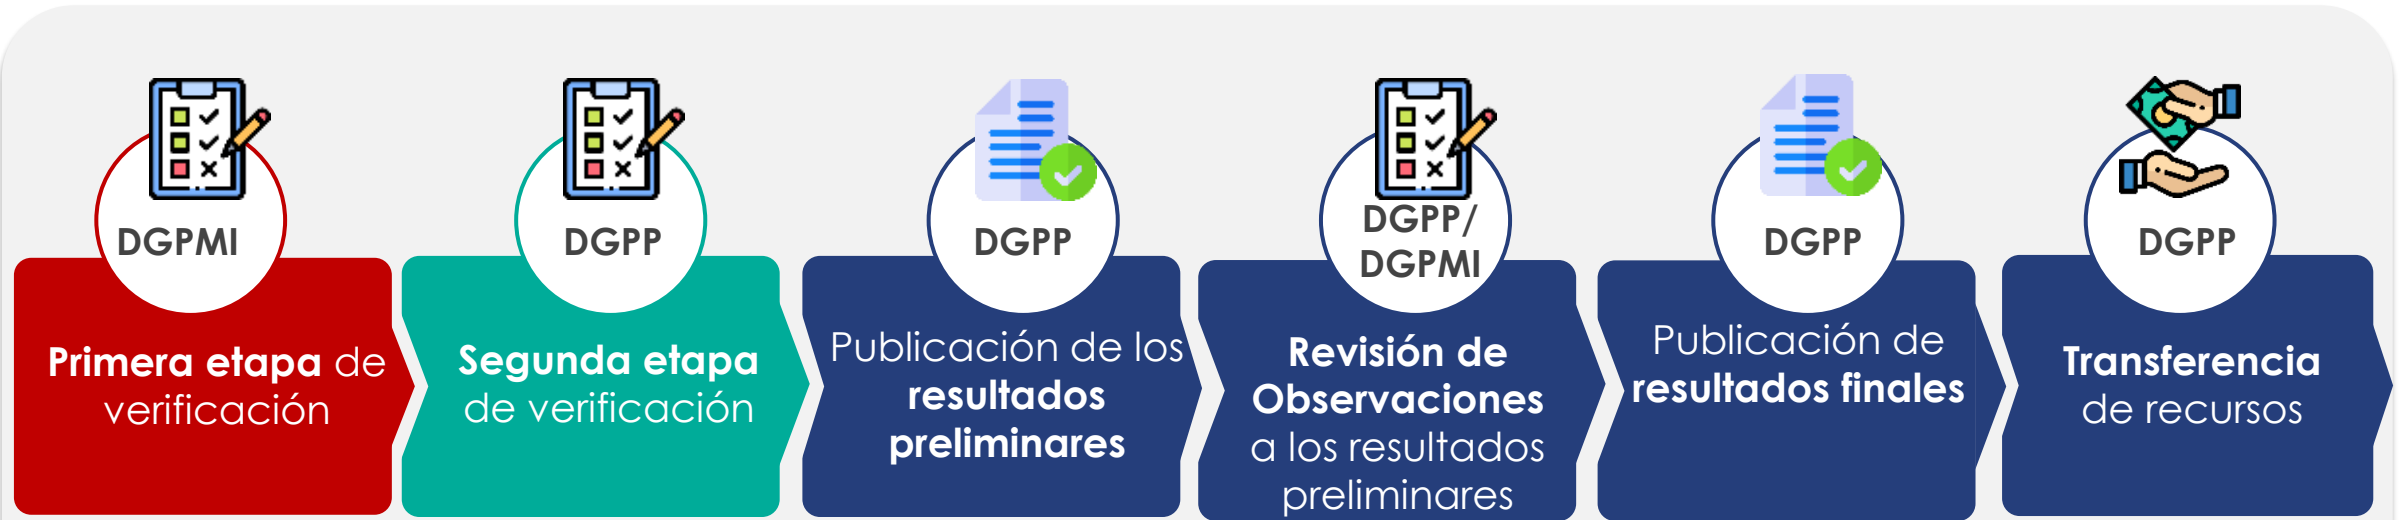 DGPMI
Primera etapa de
verificación
DGPP
Segunda etapa
de verificación
DGPP
Publicación de los
resultados
preliminares
DGPP/
DGPMI
Revisión de
Observaciones
a los resultados
preliminares
DGPP
Publicación de
resultados finales
DGPP
Transferencia
de recursos